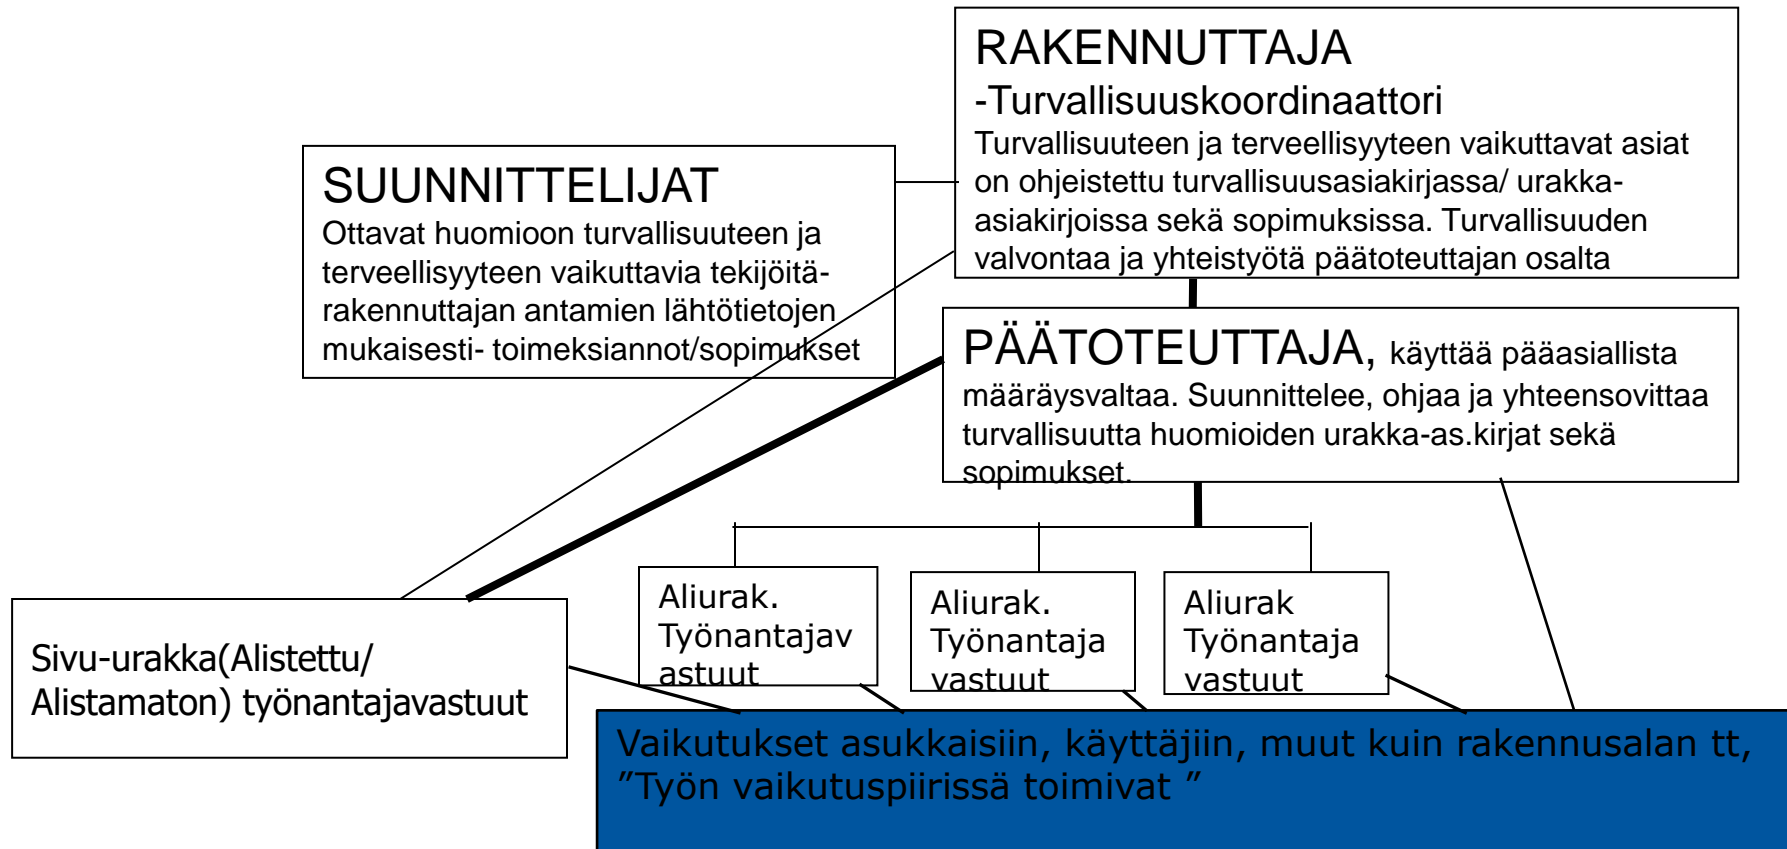 RAKENNUTTAJA
-Turvallisuuskoordinaattori
Turvallisuuteen ja terveellisyyteen vaikuttavat asiat
on ohjeistettu turvallisuusasiakirjassa/ urakka-
asiakirjoissa sekä sopimuksissa. Turvallisuuden
valvontaa ja yhteistyötä päätoteuttajan osalta
SUUNNITTELIJAT
Ottavat huomioon turvallisuuteen ja
terveellisyyteen vaikuttavia tekijöitä-
rakennuttajan antamien lähtötietojen
mukaisesti- toimeksiannot/sopimukset
PÄÄTOTEUTTAJA, käyttää pääasiallista
määräysvaltaa. Suunnittelee, ohjaa ja yhteensovittaa
turvallisuutta huomioiden urakka-as.kirjat sekä
sopimukset.
Sivu-urakka(Alistettu/
Alistamaton) työnantajavastuut
Aliurak.
Työnantajav
astuut
Aliurak.
Työnantaja
vastuut
Aliurak
Työnantaja
vastuut
Vaikutukset asukkaisiin, käyttäjiin, muut kuin rakennusalan tt,
”Työn vaikutuspiirissä toimivat ”